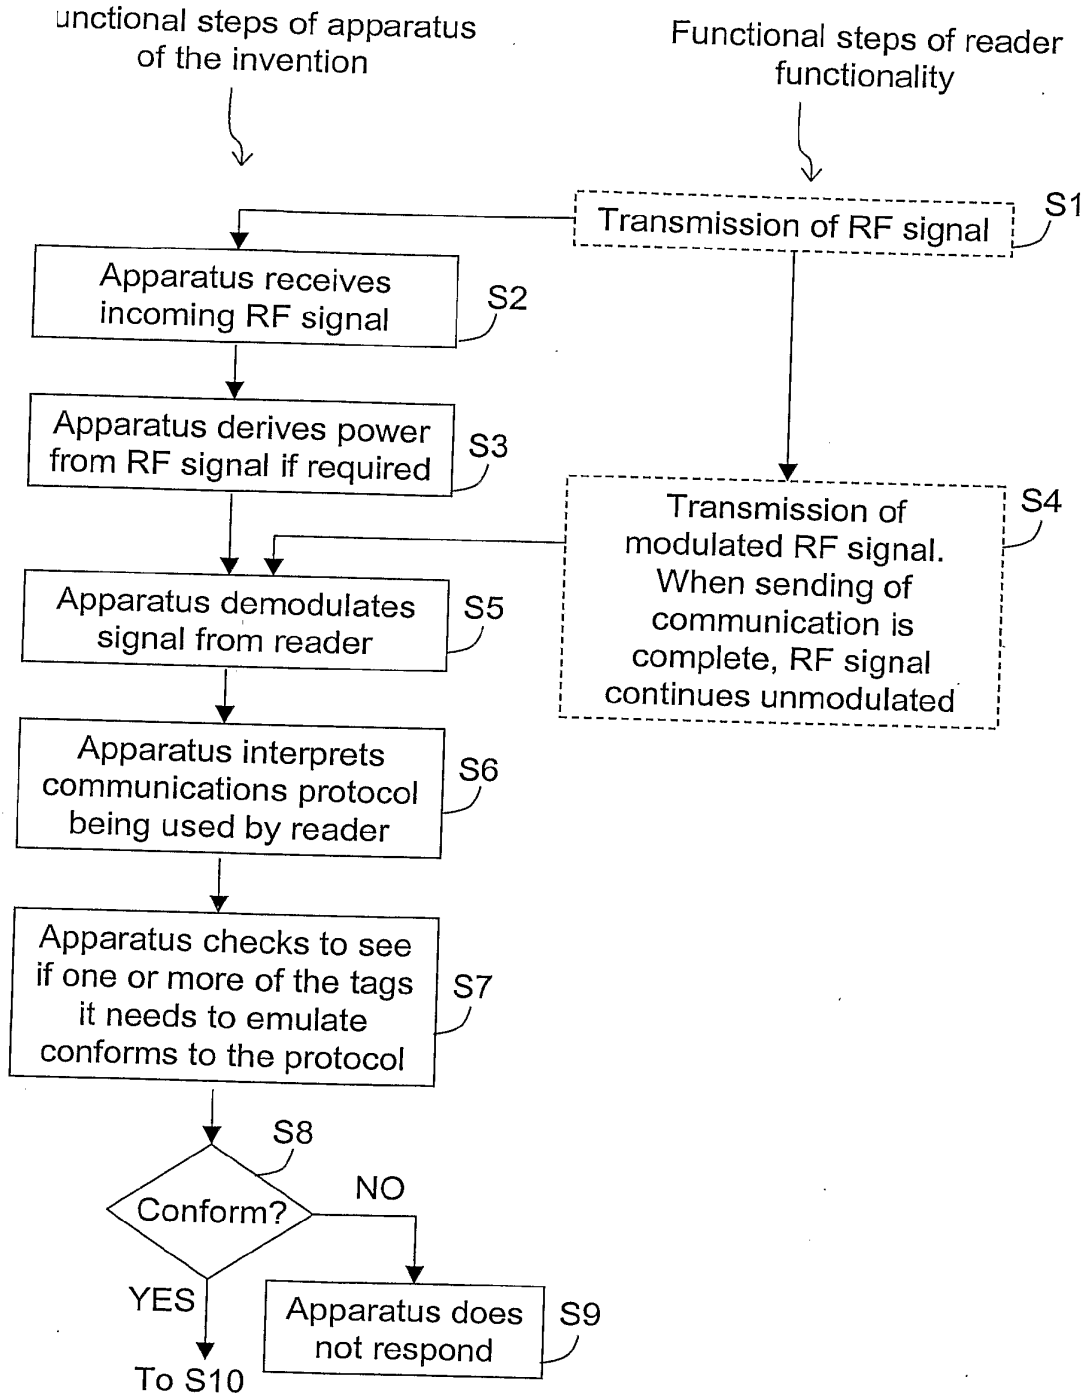 unctional steps of apparatus
of the invention
Functional steps of reader
functionality
Transmission of RF signal
S1
Apparatus receives
incoming RF signal
S2
Apparatus derives power
from RF signal if required
S3
Transmission of
modulated RF signal.
When sending of
communication is
complete, RF signal
continues unmodulated
S4
Apparatus demodulates
signal from reader
S5
Apparatus interprets
communications protocol
being used by reader
S6
Apparatus checks to see
if one or more of the tags
it needs to emulate
conforms to the protocol
S7
S8
Conform?
NO
YES
Apparatus does
not respond
S9
To S10